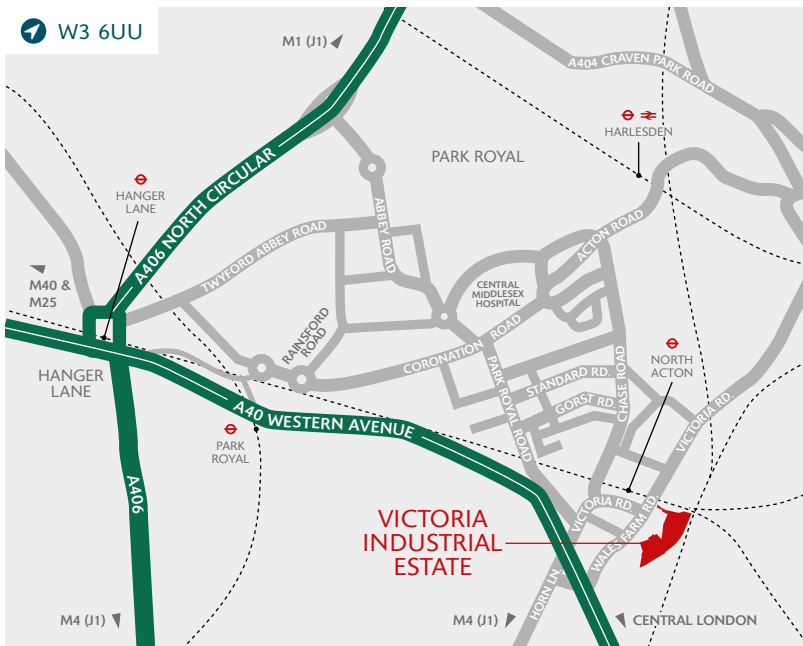 W3 6UU
M1 (J1)
A404 CRAVEN PARK ROAD
HARLESDEN
PARK ROYAL
HANGER
LANE
A406 NORTH CIRCULAR
ABBEY ROAD
TWYFORD ABBEY ROAD
ACTON ROAD
M40 &
M25
CENTRAL
MIDDLESEX
HOSPITAL
RAINSFORD
ROAD
CORONATION ROAD
NORTH
ACTON
HANGER
LANE
PARK ROYAL ROAD
STANDARD RD.
GORST RD.
CHASE ROAD
VICTORIA RD.
A40 WESTERN AVENUE
PARK
ROYAL
A406
VICTORIA
INDUSTRIAL
ESTATE
VICTORIA RD.
WALES FARM RD.
HORN LN.
M4 (J1)
M4 (J1)
CENTRAL LONDON